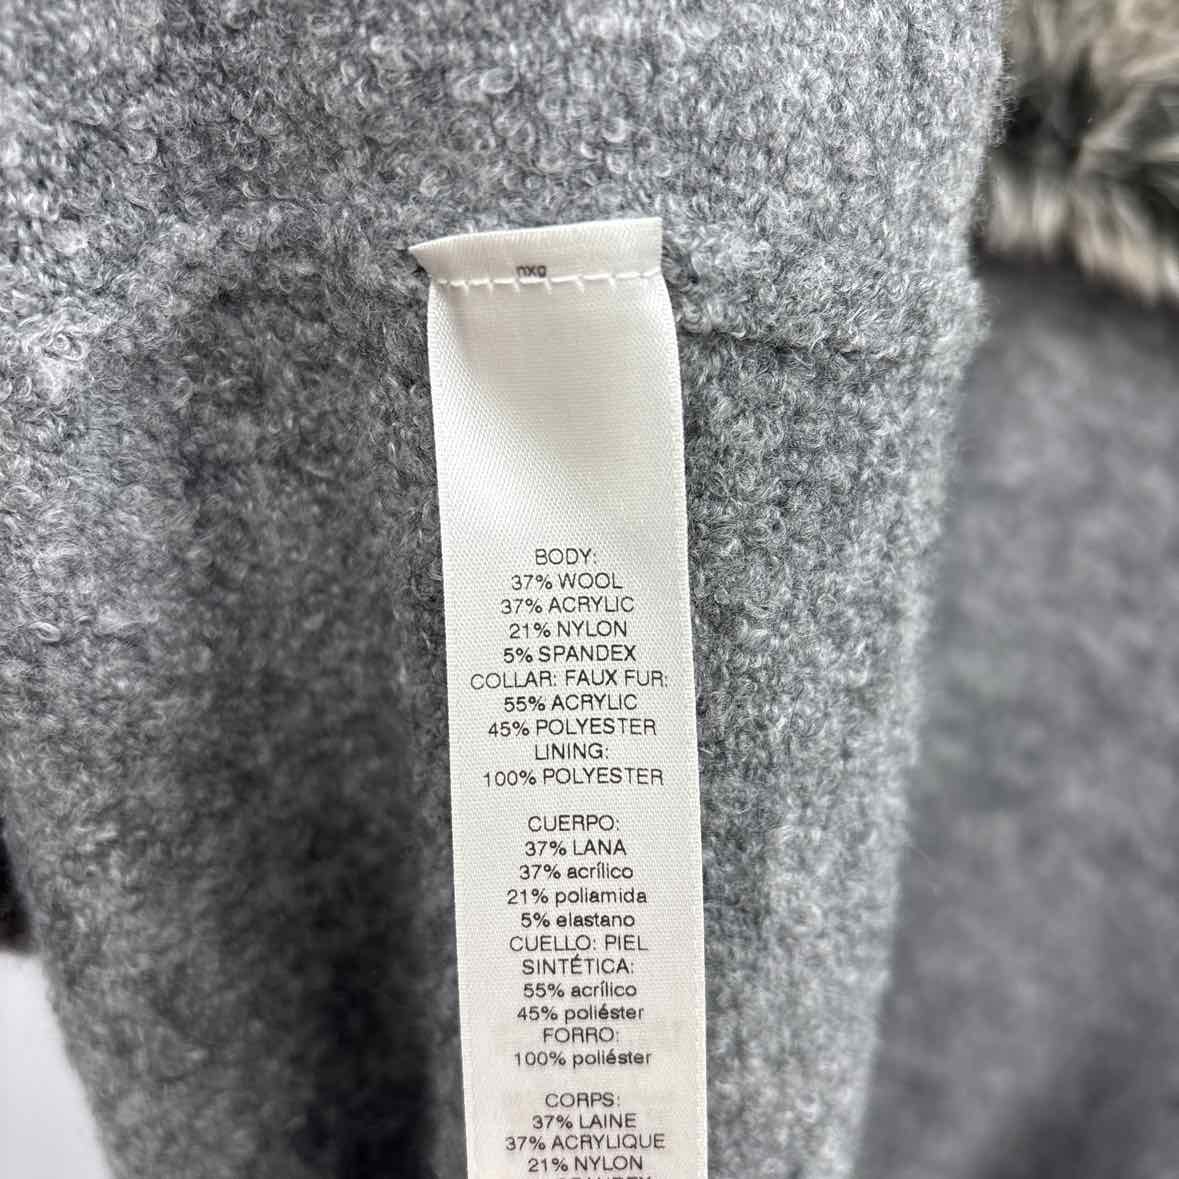 BODY:
37% WOOL
37% ACRYLIC
21% NYLON
5% SPANDEX
COLLAR: FAUX FUR:
55% ACRYLIC
45% POLYESTER
LINING:
100% POLYESTER
CUERPO:
37% LANA
37% acrílico
21% poliamida
5% elastano
CUELLO: PIEL
SINTÉTICA:
55% acrílico
45% poliéster
FORRO:
100% poliéster
CORPS:
37% LAINE
37% ACRYLIQUE
21% NYLON